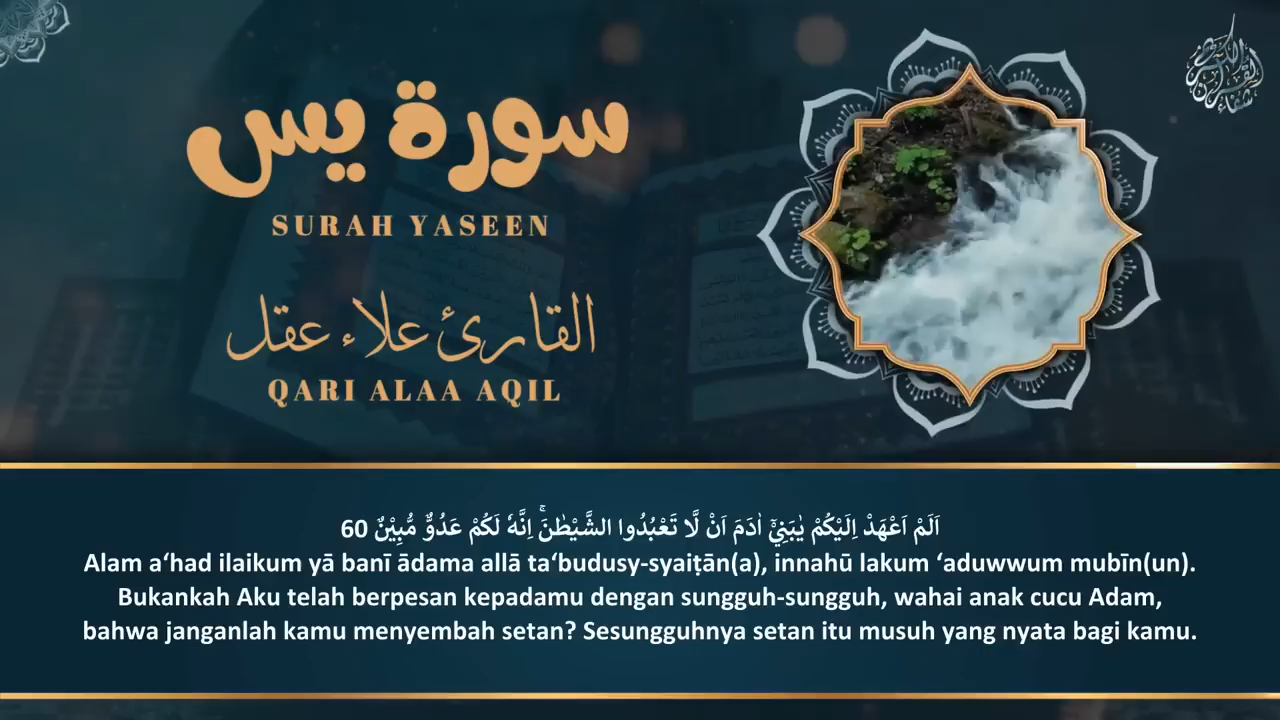 سورة يس
SURAH YASEEN
القارئ علاء عقل
QARI ALAA AQIL
اَلَمْ اَعْهَدْ اِلَيْكُمْ يٰبَنِيْٓ اٰدَمَ اَنْ لَّا تَعْبُدُوا الشَّيْطٰنَۚ اِنَّهٗ لَكُمْ عَدُوٌّ مُّبِيْنٌ 60
Alam a‘had ilaikum yā banī ādama allā ta‘budusy-syaiṭān(a), innahū lakum ‘aduwwum mubīn(un).
Bukankah Aku telah berpesan kepadamu dengan sungguh-sungguh, wahai anak cucu Adam,
bahwa janganlah kamu menyembah setan? Sesungguhnya setan itu musuh yang nyata bagi kamu.